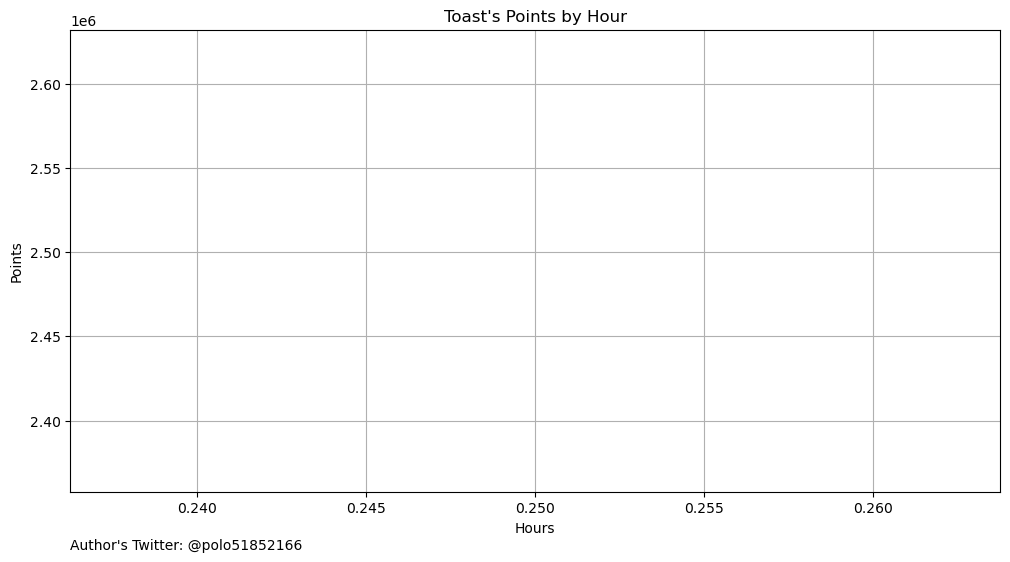 Toast's Points by Hour
1e6
2.60
2.55
2.50
2.45
2.40
Points
0.240 0.245 0.250 0.255 0.260
Hours
Author's Twitter: @polo51852166